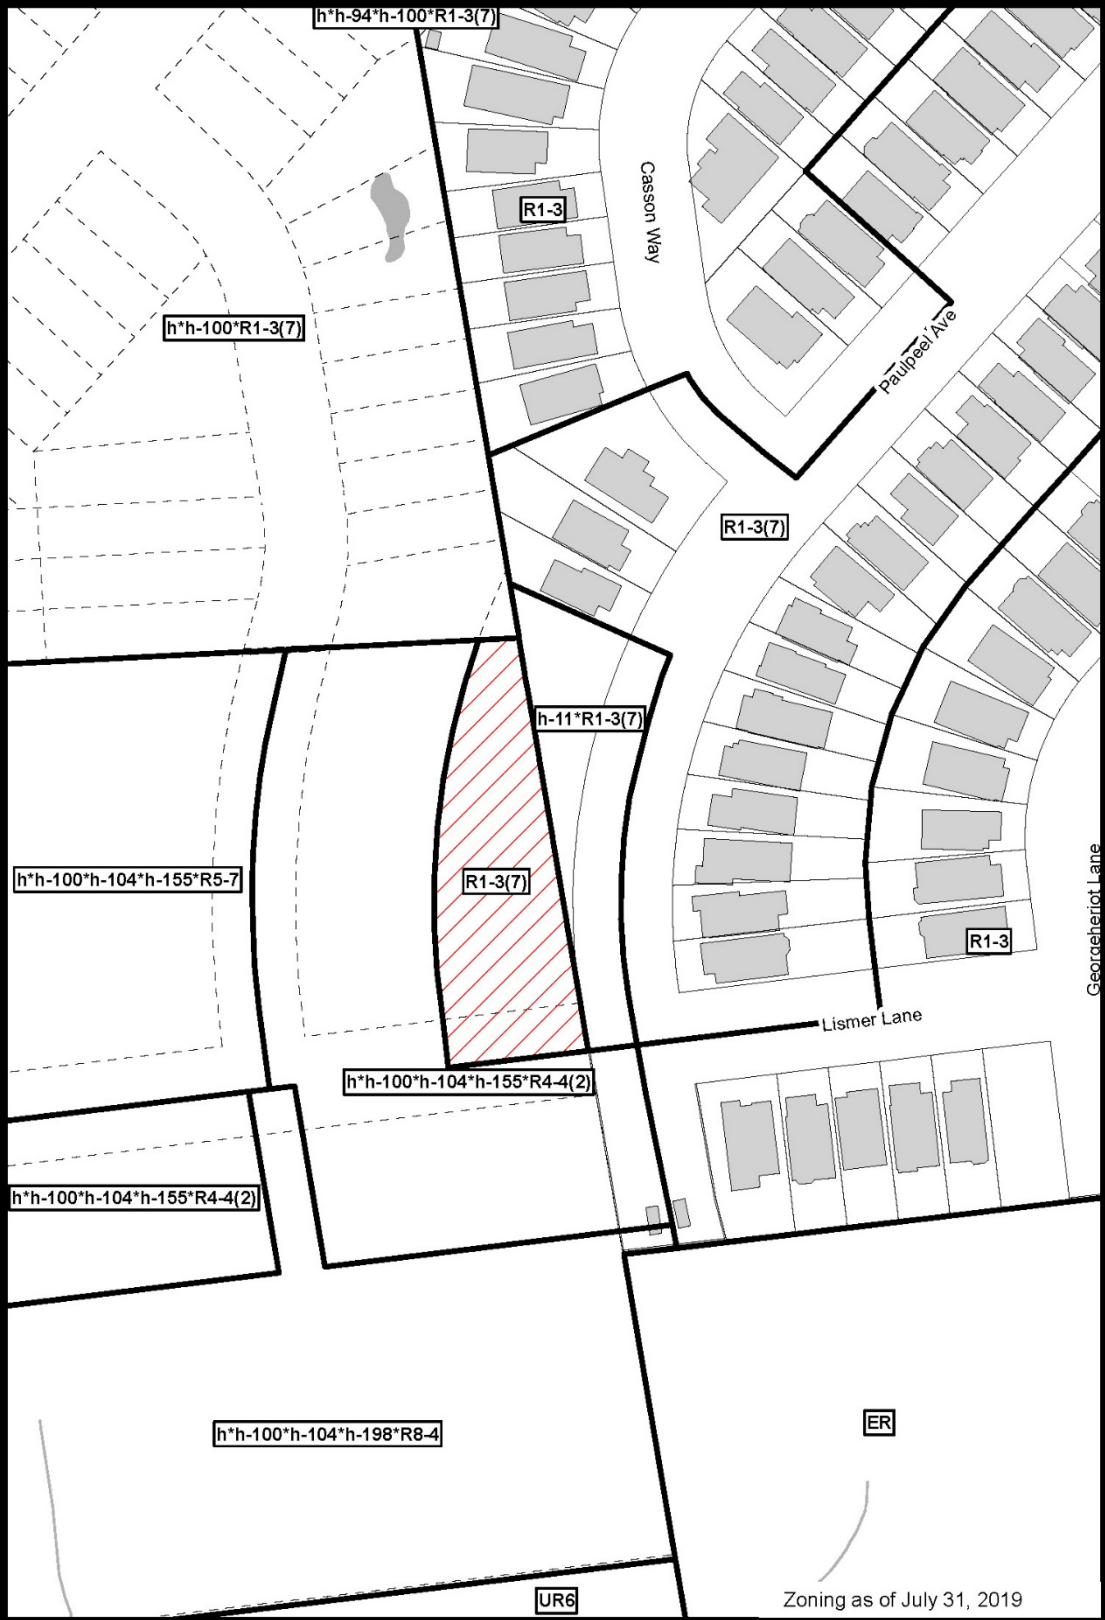 h*h-94*h-100*R1-3(7)
Casson Way
R1-3
h*h-100*R1-3(7)
Paulpeel Ave
R1-3(7)
h-11*R1-3(7)
h*h-100*h-104*h-155*R5-7
R1-3(7)
Georgeheriot Lane
R1-3
Lismer Lane
h*h-100*h-104*h-155*R4-4(2)
h*h-100*h-104*h-155*R4-4(2)
ER
h*h-100*h-104*h-198*R8-4
UR6
Zoning as of July 31, 2019